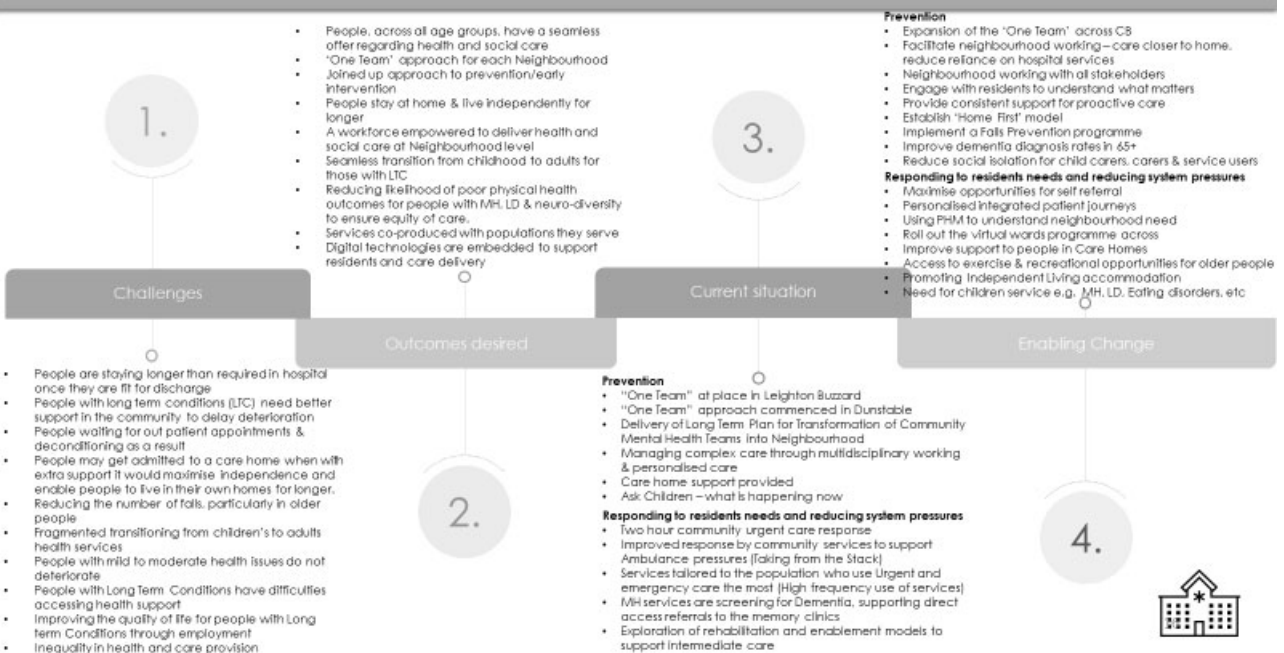 1.
Challenges
• People are staying longer than required in hospital
once they are fit for discharge
• People with long term conditions (LTC) need better
support in the community to delay deterioration
• People waiting for out patient appointments &
deconditioning as a result
• People may get admitted to a care home when with
extra support it would maximise independence and
enable people to live in their own homes for longer.
• Reducing the number of falls, particularly in older
people
• Fragmented transitioning from children's to adults
health services
• People with mild to moderate health issues do not
deteriorate
• People with Long Term Conditions have difficulties
accessing health support
• Improving the quality of life for people with Long
term Conditions through employment
• Inequality in health and care provision
• People, across all age groups, have a seamless
offer regarding health and social care
• 'One Team' approach for each Neighbourhood
• Joined up approach to prevention/early
intervention
• People stay at home & live independently for
longer
• A workforce empowered to deliver health and
social care at Neighbourhood level
• Seamless transition from childhood to adults for
those with LTC
• Reducing likelihood of poor physical health
outcomes for people with MH, LD & neuro-diversity
to ensure equity of care.
• Services co-produced with populations they serve
• Digital technologies are embedded to support
residents and care delivery
Outcomes desired
2.
3.
Current situation
Prevention
• "One Team" at place in Leighton Buzzard
• "One Team" approach commenced in Dunstable
• Delivery of Long Term Plan for Transformation of Community
Mental Health Teams into Neighbourhood
• Managing complex care through multidisciplinary working
& personalised care
• Care home support provided
• Ask Children – what is happening now
Responding to residents needs and reducing system pressures
• Two hour community urgent care response
• Improved response by community services to support
Ambulance pressures (Taking from the Stack)
• Services tailored to the population who use Urgent and
emergency care the most (High frequency use of services)
• MH services are screening for Dementia, supporting direct
access referrals to the memory clinics
• Exploration of rehabilitation and enablement models to
support intermediate care
Prevention
• Expansion of the 'One Team' across CB
• Facilitate neighbourhood working – care closer to home,
reduce reliance on hospital services
• Neighbourhood working with all stakeholders
• Engage with residents to understand what matters
• Provide consistent support for proactive care
• Establish 'Home First' model
• Implement a Falls Prevention programme
• Improve dementia diagnosis rates in 65+
• Reduce social isolation for child carers, carers & service users
Responding to residents needs and reducing system pressures
• Maximise opportunities for self referral
• Personalised integrated patient journeys
• Using PHM to understand neighbourhood need
• Roll out the virtual wards programme across
• Improve support to people in Care Homes
• Access to exercise & recreational opportunities for older people
• Promoting Independent Living accommodation
• Need for children service e.g. MH, LD, Eating disorders, etc
Enabling Change
4.